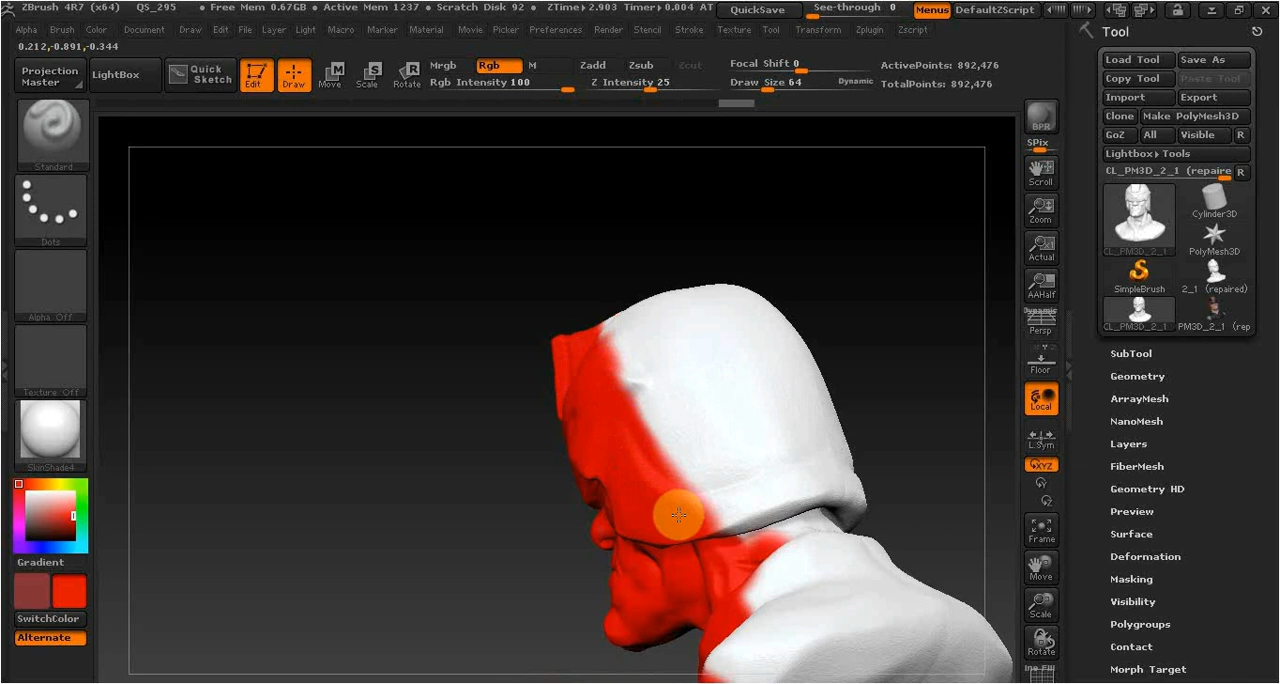 ZBrush 4R7 (x64) QS_295 • Free Mem 0.67GB • Active Mem 1237 • Scratch Disk 92 • ZTime▸2.903 Timer▸0.004 AT QuickSave See-through 0 Menus DefaultZScript
Alpha Brush Color Document Draw Edit File Layer Light Macro Marker Material Movie Picker Preferences Render Stencil Stroke Texture Tool Transform Zplugin Zscript
0.212,-0.891,-0.344
Projection Master
LightBox
Quick Sketch
Edit
Draw
Move
Scale
Rotate
Mrgb Rgb M Zadd Zsub Zcut
Rgb Intensity 100 Z Intensity 25
Focal Shift 0
Draw Size 64 Dynamic
ActivePoints: 892,476
TotalPoints: 892,476
Standard
Dots
Alpha Off
Texture Off
SkinShade4
Gradient
SwitchColor
Alternate
BPR
SPix
Scroll
Zoom
Actual
AAHalf
Dynamic
Persp
Floor
Local
L.Sym
XYZ
Y
Z
Frame
Move
Scale
Rotate
Line Fill
Tool
Load Tool Save As
Copy Tool Paste Tool
Import Export
Clone Make PolyMesh3D
GoZ All Visible R
Lightbox▸Tools
CL_PM3D_2_1 (repaire R
CL_PM3D_2_1 Cylinder3D
PolyMesh3D
SimpleBrush 2_1 (repaired)
CL_PM3D_2_1 PM3D_2_1 (rep
SubTool
Geometry
ArrayMesh
NanoMesh
Layers
FiberMesh
Geometry HD
Preview
Surface
Deformation
Masking
Visibility
Polygroups
Contact
Morph Target